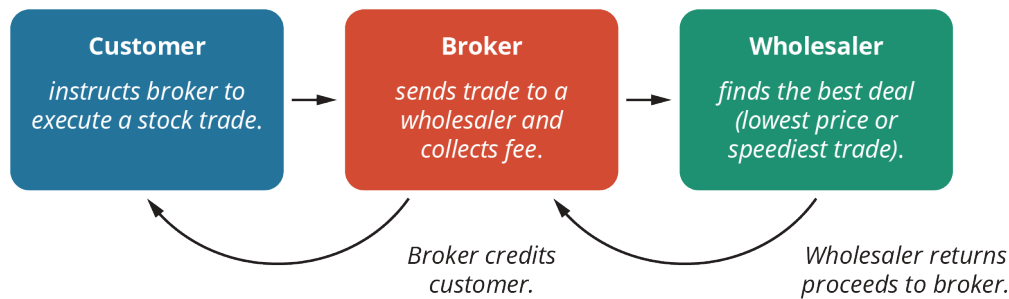 Customer
instructs broker to
execute a stock trade.
Broker
sends trade to a
wholesaler and
collects fee.
Wholesaler
finds the best deal
(lowest price or
speediest trade).
Broker credits
customer.
Wholesaler returns
proceeds to broker.